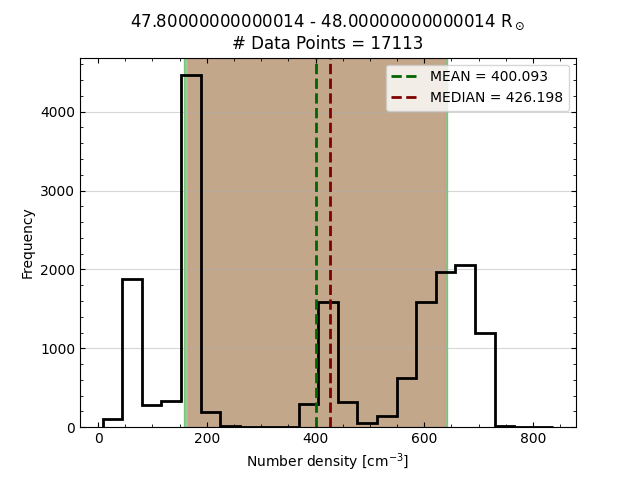 47.80000000000014 - 48.00000000000014 R⊙
# Data Points = 17113
MEAN = 400.093
MEDIAN = 426.198
Frequency
4000
3000
2000
1000
0
0 200 400 600 800
Number density [cm⁻³]